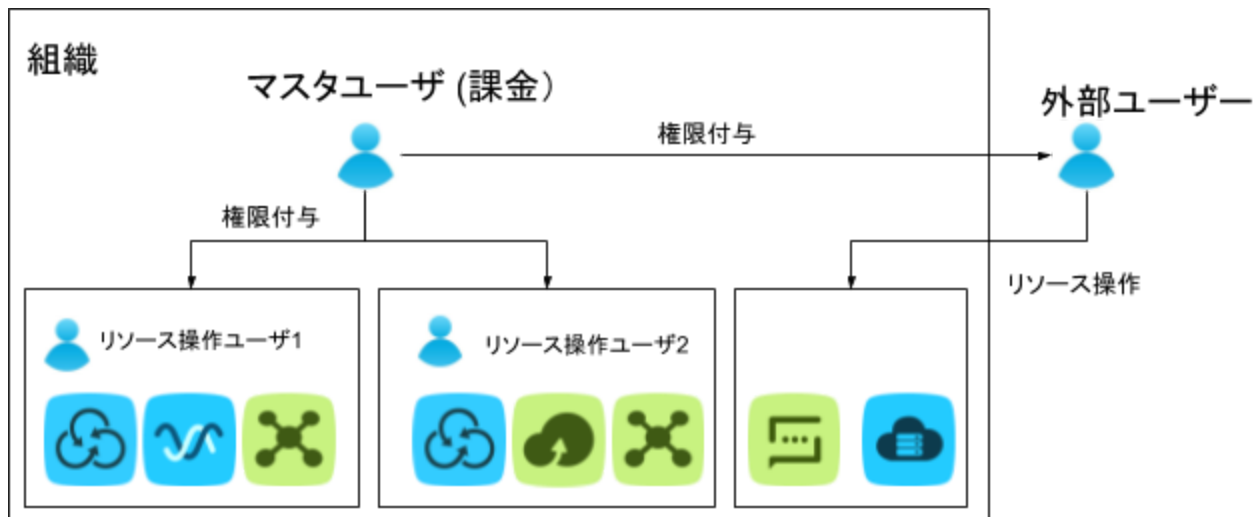 組織
マスタユーザ (課金）
外部ユーザー
権限付与
権限付与
リソース操作
リソース操作ユーザ1
リソース操作ユーザ2